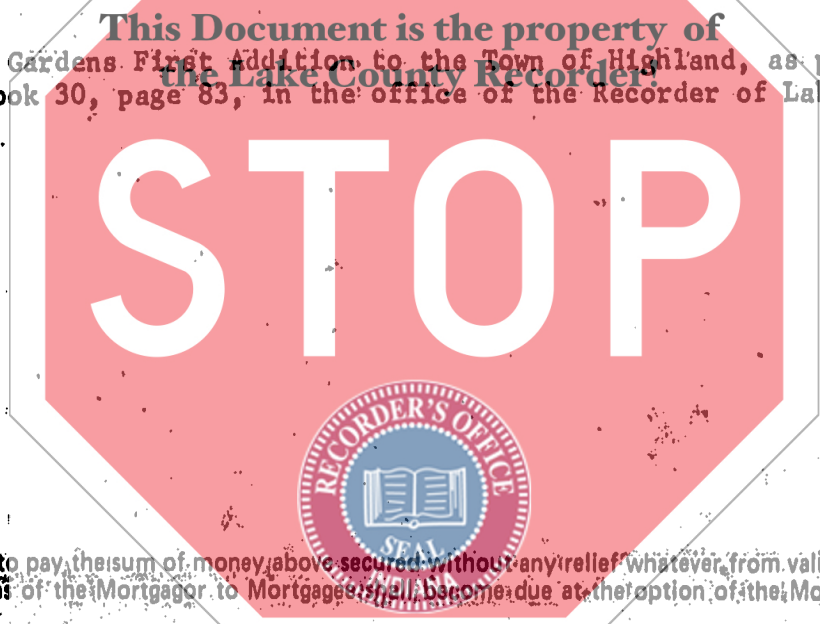 This Document is the property of
Gardens First Addition to the Town of Highland, as
the Lake County Recorder!
ok 30, page 83, in the office of the Recorder of La
STOP
RECORDER'S OFFICE
SEAL
INDIANA
to pay the sum of money above secured without any relief whatever from vali
s of the Mortgagor to Mortgagee shall become due at the option of the Mo